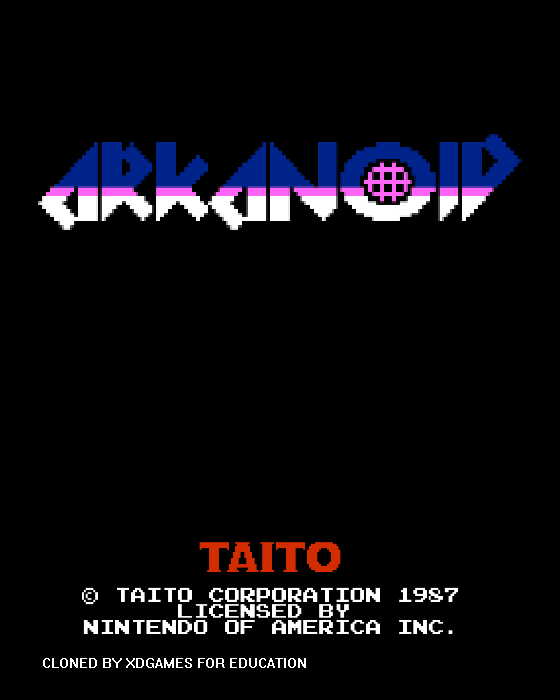 ARKANOID
TAITO
© TAITO CORPORATION 1987
LICENSED BY
NINTENDO OF AMERICA INC.
CLONED BY XDGAMES FOR EDUCATION